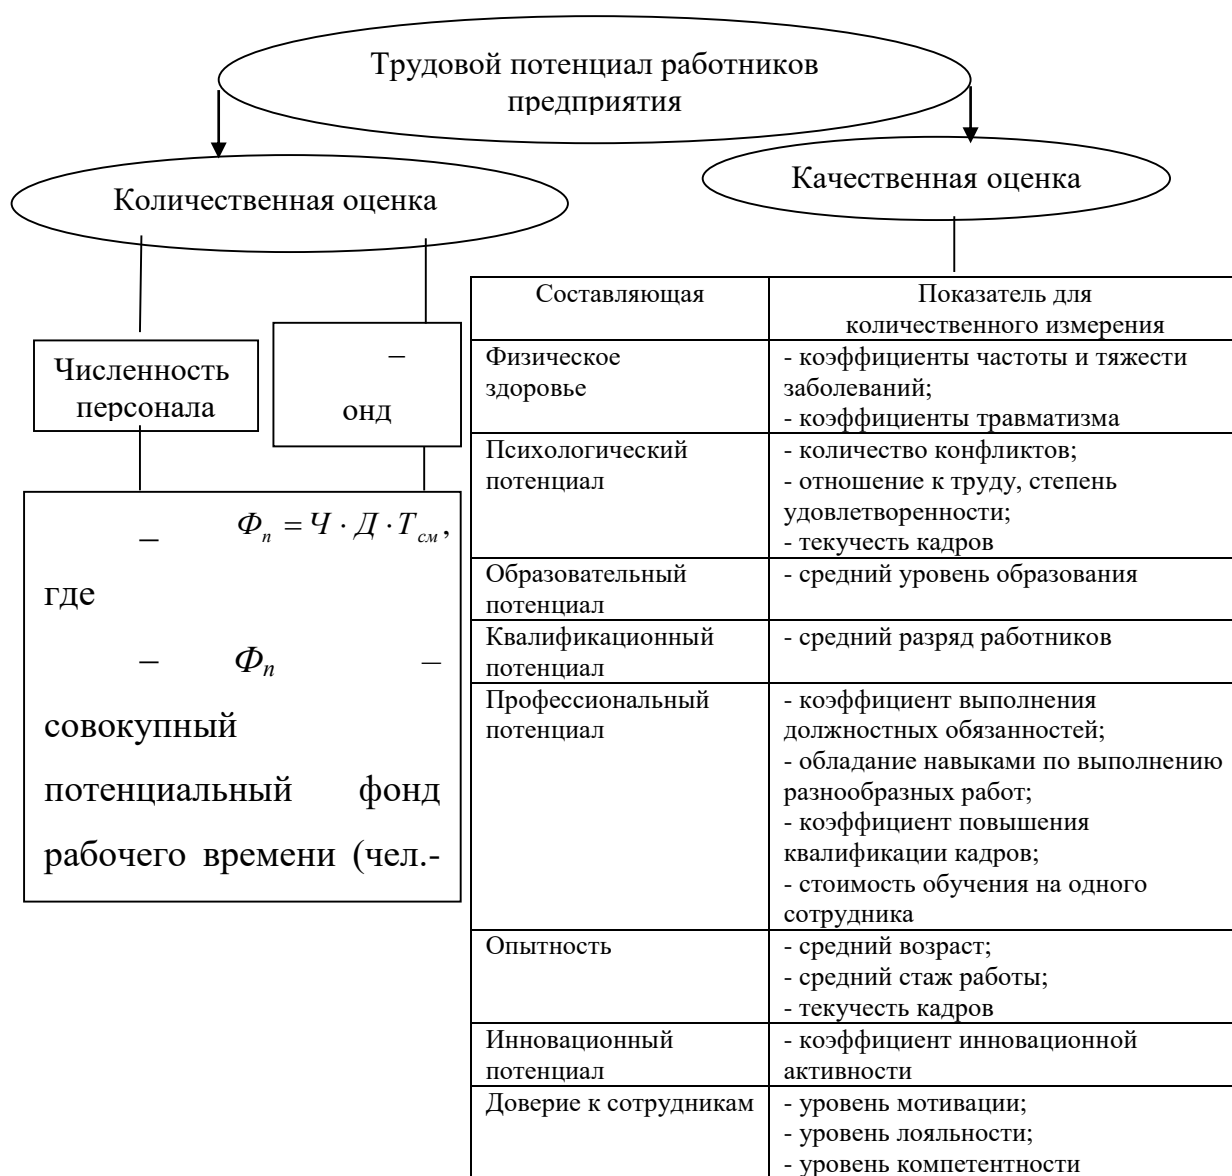 Трудовой потенциал работников
предприятия
Количественная оценка
Качественная оценка
Численность
персонала
–
онд
– Фп = Ч · Д · Тсм,
где
– Фп –
совокупный
потенциальный фонд
рабочего времени (чел.-
Составляющая
Показатель для
количественного измерения
Физическое
здоровье
- коэффициенты частоты и тяжести
заболеваний;
- коэффициенты травматизма
Психологический
потенциал
- количество конфликтов;
- отношение к труду, степень
удовлетворенности;
- текучесть кадров
Образовательный
потенциал
- средний уровень образования
Квалификационный
потенциал
- средний разряд работников
Профессиональный
потенциал
- коэффициент выполнения
должностных обязанностей;
- обладание навыками по выполнению
разнообразных работ;
- коэффициент повышения
квалификации кадров;
- стоимость обучения на одного
сотрудника
Опытность
- средний возраст;
- средний стаж работы;
- текучесть кадров
Инновационный
потенциал
- коэффициент инновационной
активности
Доверие к сотрудникам
- уровень мотивации;
- уровень лояльности;
- уровень компетентности